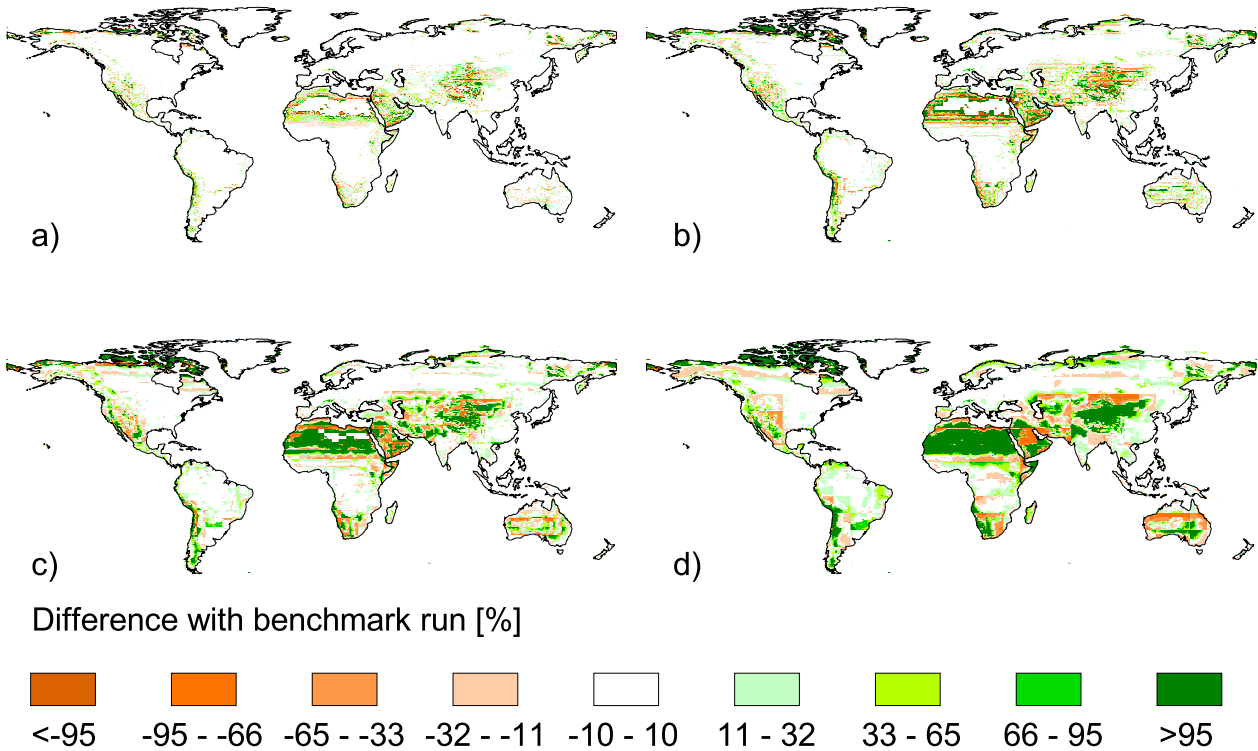 a)
b)
c)
d)
Difference with benchmark run [%]
<-95 -95 - -66 -65 - -33 -32 - -11 -10 - 10 11 - 32 33 - 65 66 - 95 >95